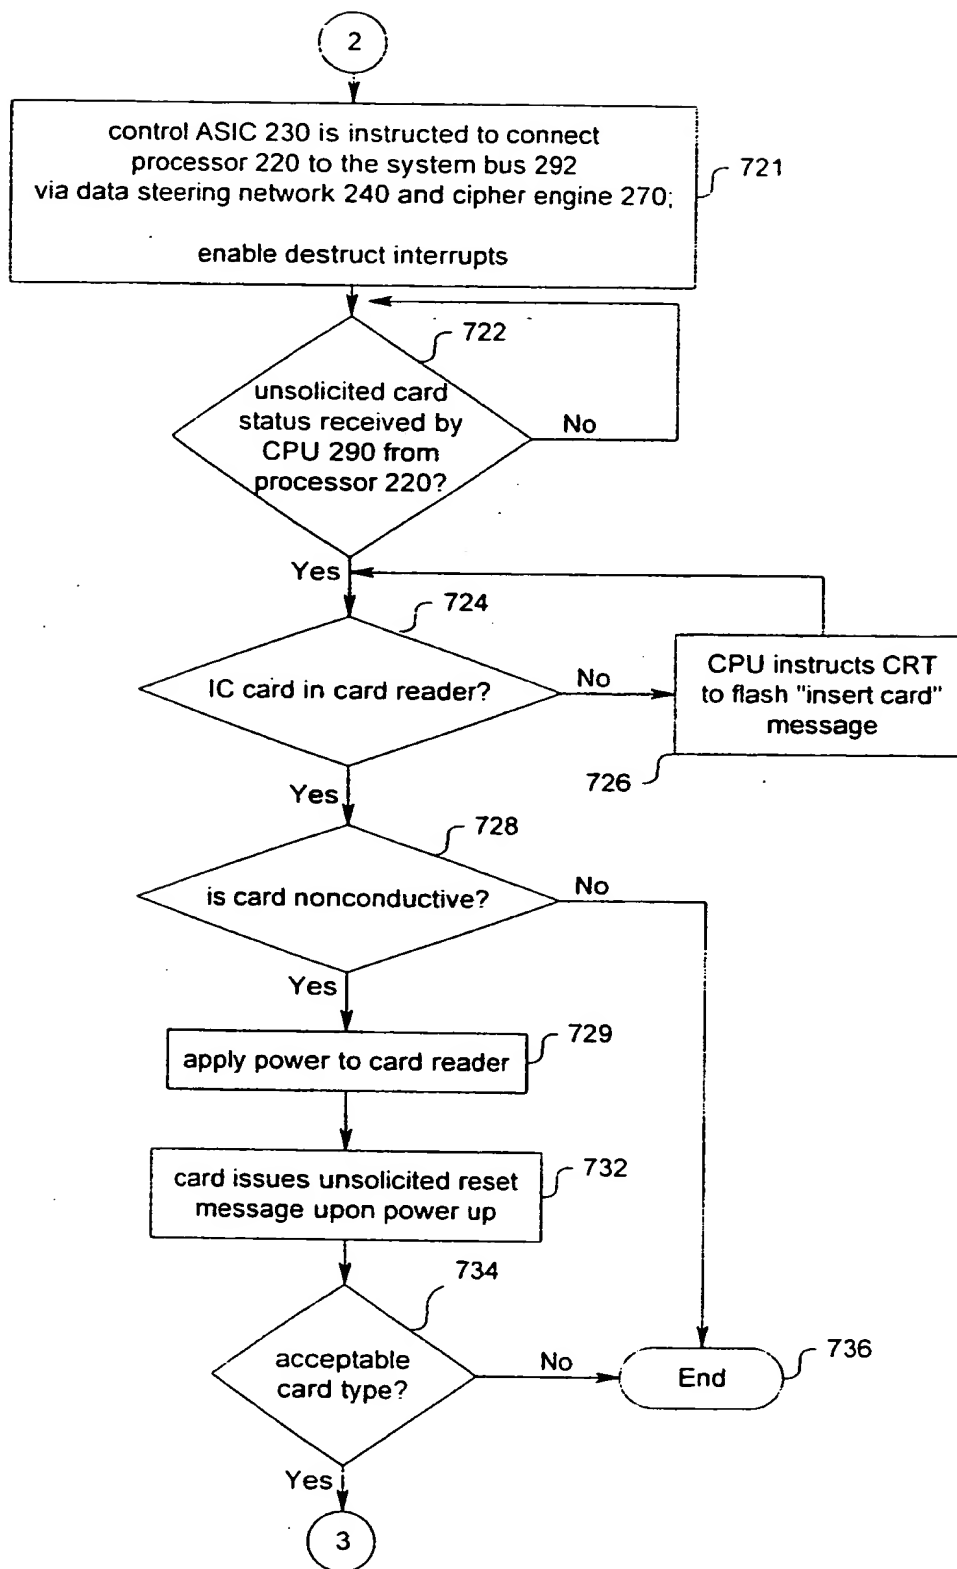 2
control ASIC 230 is instructed to connect
processor 220 to the system bus 292
via data steering network 240 and cipher engine 270;
enable destruct interrupts
721
722
unsolicited card
status received by
CPU 290 from
processor 220?
No
Yes
724
IC card in card reader?
No
CPU instructs CRT
to flash "insert card"
message
726
Yes
728
is card nonconductive?
No
Yes
729
apply power to card reader
732
card issues unsolicited reset
message upon power up
734
acceptable
card type?
No
End
736
Yes
3